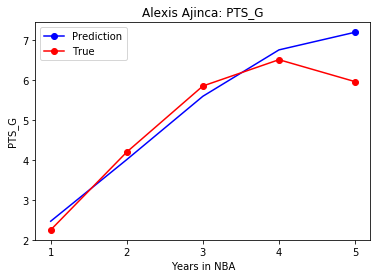 Alexis Ajinca: PTS_G
Prediction
True
PTS_G
7
6
5
4
3
2
1 2 3 4 5
Years in NBA